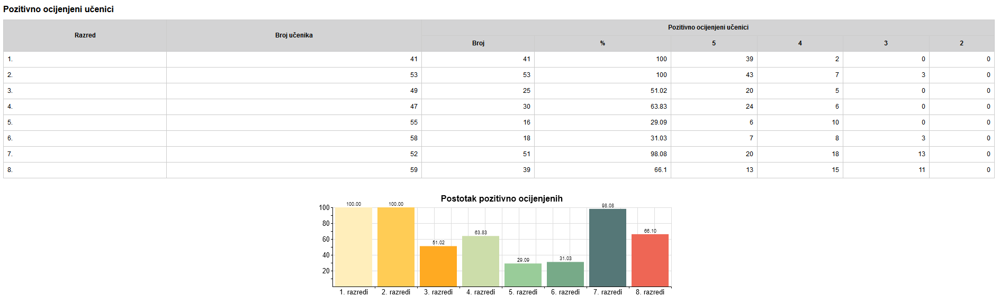 Pozitivno ocijenjeni učenici
Razred Broj učenika Pozitivno ocijenjeni učenici
Broj % 5 4 3 2
1. 41 41 100 39 2 0 0
2. 53 53 100 43 7 3 0
3. 49 25 51.02 20 5 0 0
4. 47 30 63.83 24 6 0 0
5. 55 16 29.09 6 10 0 0
6. 58 18 31.03 7 8 3 0
7. 52 51 98.08 20 18 13 0
8. 59 39 66.1 13 15 11 0
Postotak pozitivno ocijenjenih
100.00 100.00 51.02 63.83 29.09 31.03 98.08 66.10
100
80
60
40
20
1. razredi 2. razredi 3. razredi 4. razredi 5. razredi 6. razredi 7. razredi 8. razredi